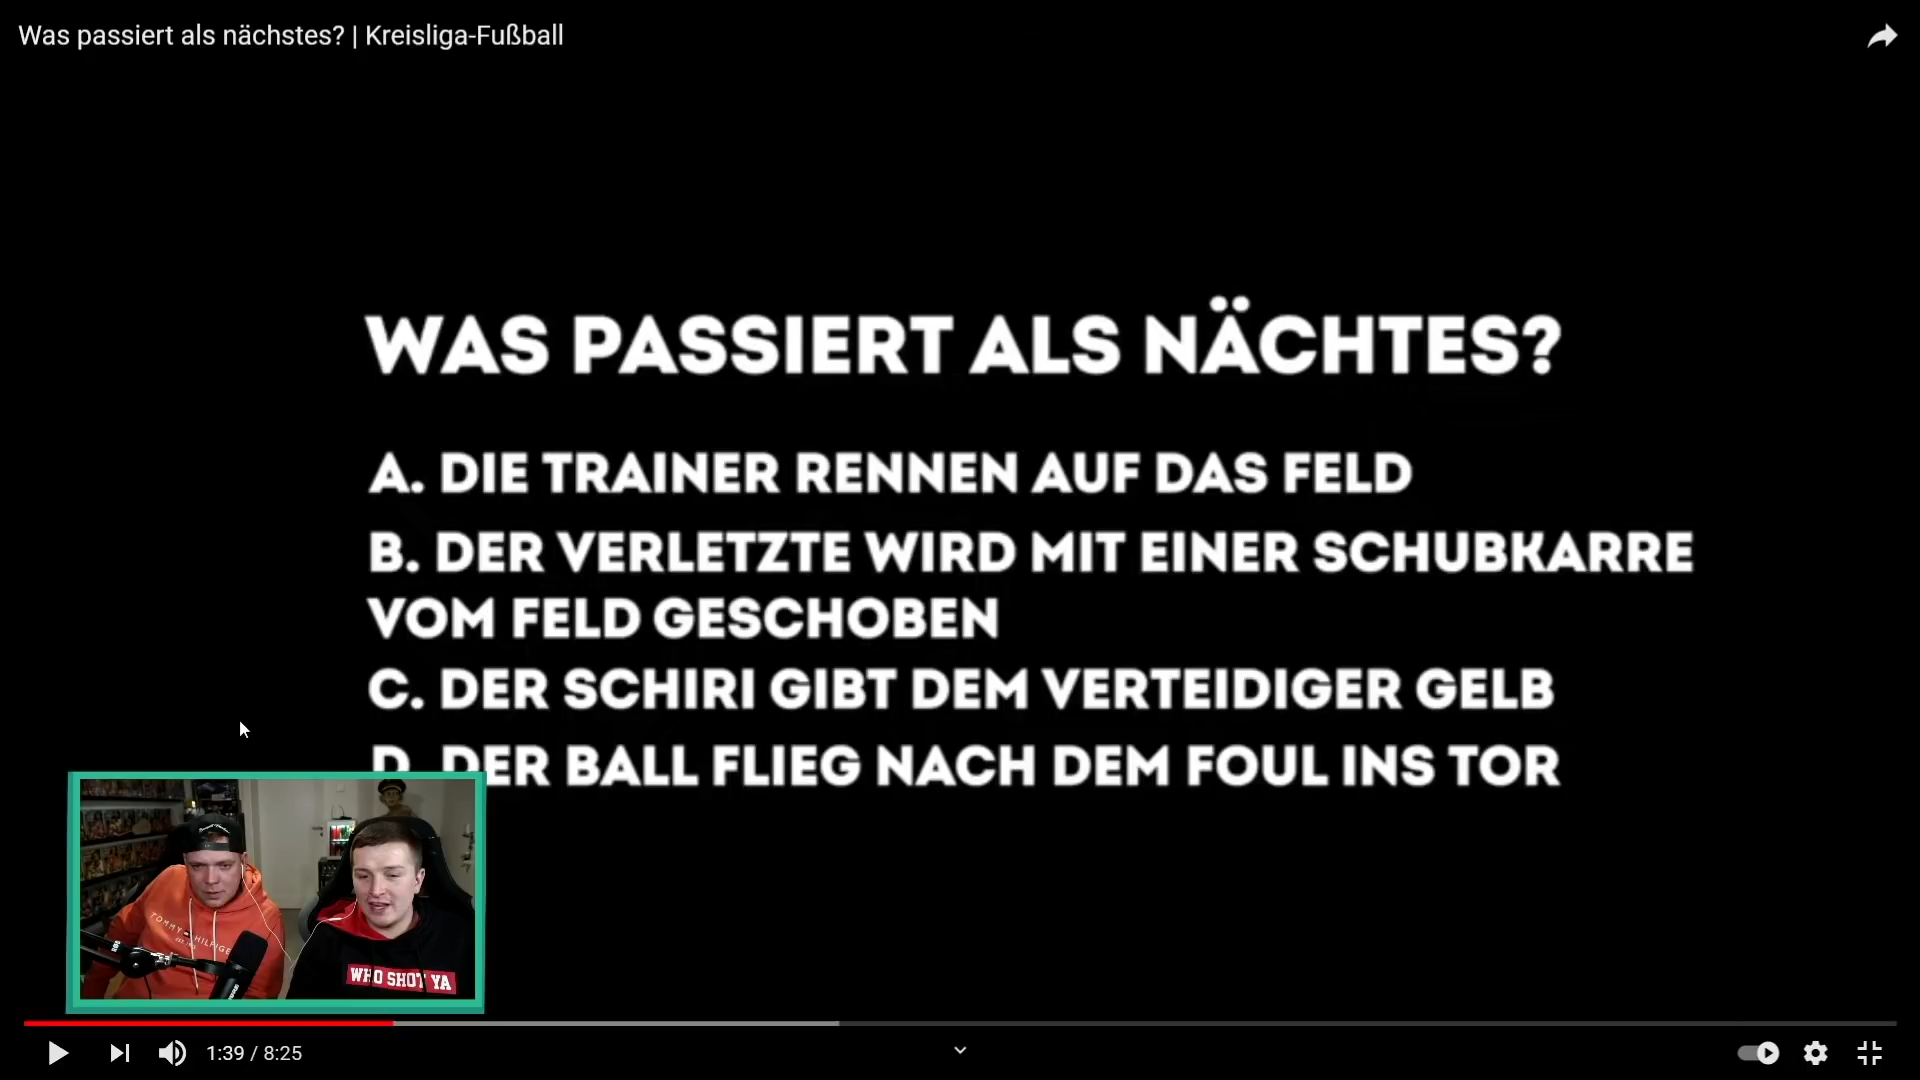 Was passiert als nächstes? | Kreisliga-Fußball
WAS PASSIERT ALS NÄCHTES?
A. DIE TRAINER RENNEN AUF DAS FELD
B. DER VERLETZTE WIRD MIT EINER SCHUBKARRE
VOM FELD GESCHOBEN
C. DER SCHIRI GIBT DEM VERTEIDIGER GELB
D. DER BALL FLIEG NACH DEM FOUL INS TOR
TOMMY HILFIGER
WHO SHOT YA
1:39 / 8:25